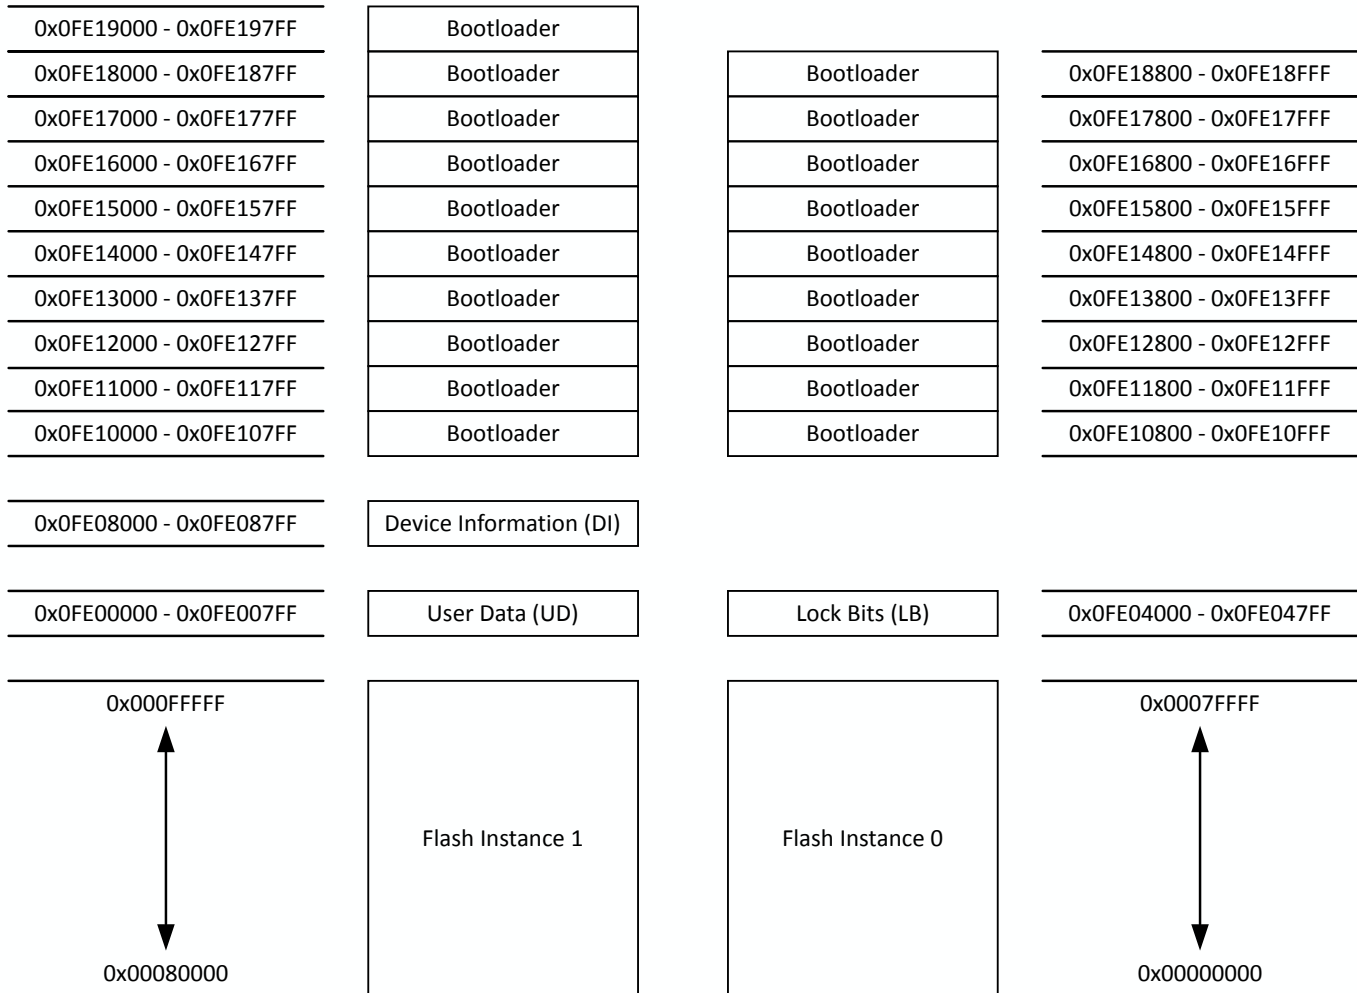 0x0FE19000 - 0x0FE197FF Bootloader
0x0FE18000 - 0x0FE187FF Bootloader Bootloader 0x0FE18800 - 0x0FE18FFF
0x0FE17000 - 0x0FE177FF Bootloader Bootloader 0x0FE17800 - 0x0FE17FFF
0x0FE16000 - 0x0FE167FF Bootloader Bootloader 0x0FE16800 - 0x0FE16FFF
0x0FE15000 - 0x0FE157FF Bootloader Bootloader 0x0FE15800 - 0x0FE15FFF
0x0FE14000 - 0x0FE147FF Bootloader Bootloader 0x0FE14800 - 0x0FE14FFF
0x0FE13000 - 0x0FE137FF Bootloader Bootloader 0x0FE13800 - 0x0FE13FFF
0x0FE12000 - 0x0FE127FF Bootloader Bootloader 0x0FE12800 - 0x0FE12FFF
0x0FE11000 - 0x0FE117FF Bootloader Bootloader 0x0FE11800 - 0x0FE11FFF
0x0FE10000 - 0x0FE107FF Bootloader Bootloader 0x0FE10800 - 0x0FE10FFF
0x0FE08000 - 0x0FE087FF Device Information (DI)
0x0FE00000 - 0x0FE007FF User Data (UD) Lock Bits (LB) 0x0FE04000 - 0x0FE047FF
0x000FFFFF 0x0007FFFF
Flash Instance 1 Flash Instance 0
0x00080000 0x00000000